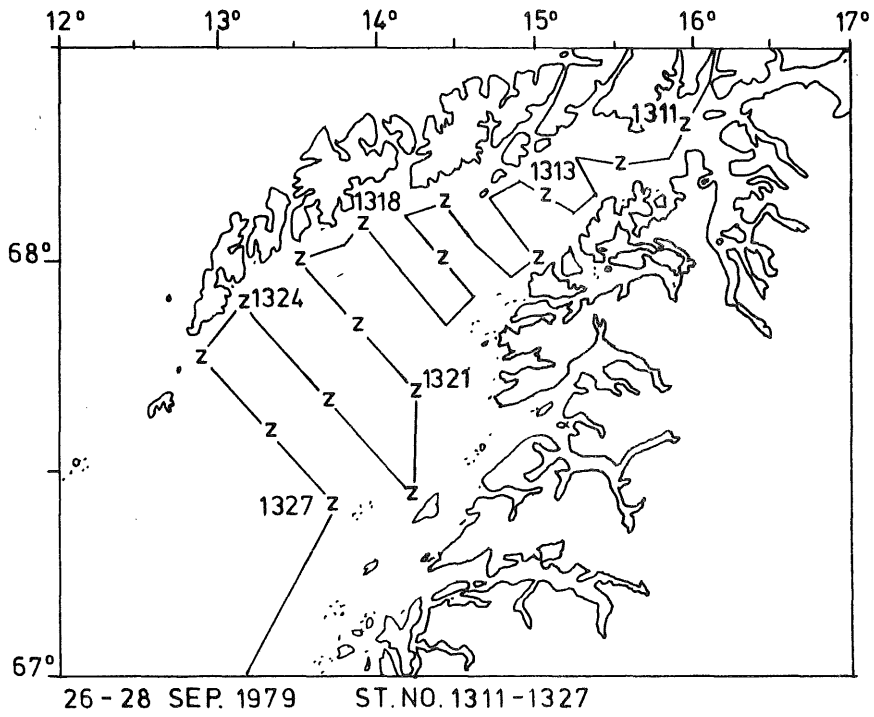 12° 13° 14° 15° 16° 17°
1311 z
z
1313
z
1318 z
z
68° z z z
z 1324
z
z
z 1321
z
z
z
1327 z
67°
26-28 SEP. 1979 ST. NO. 1311-1327